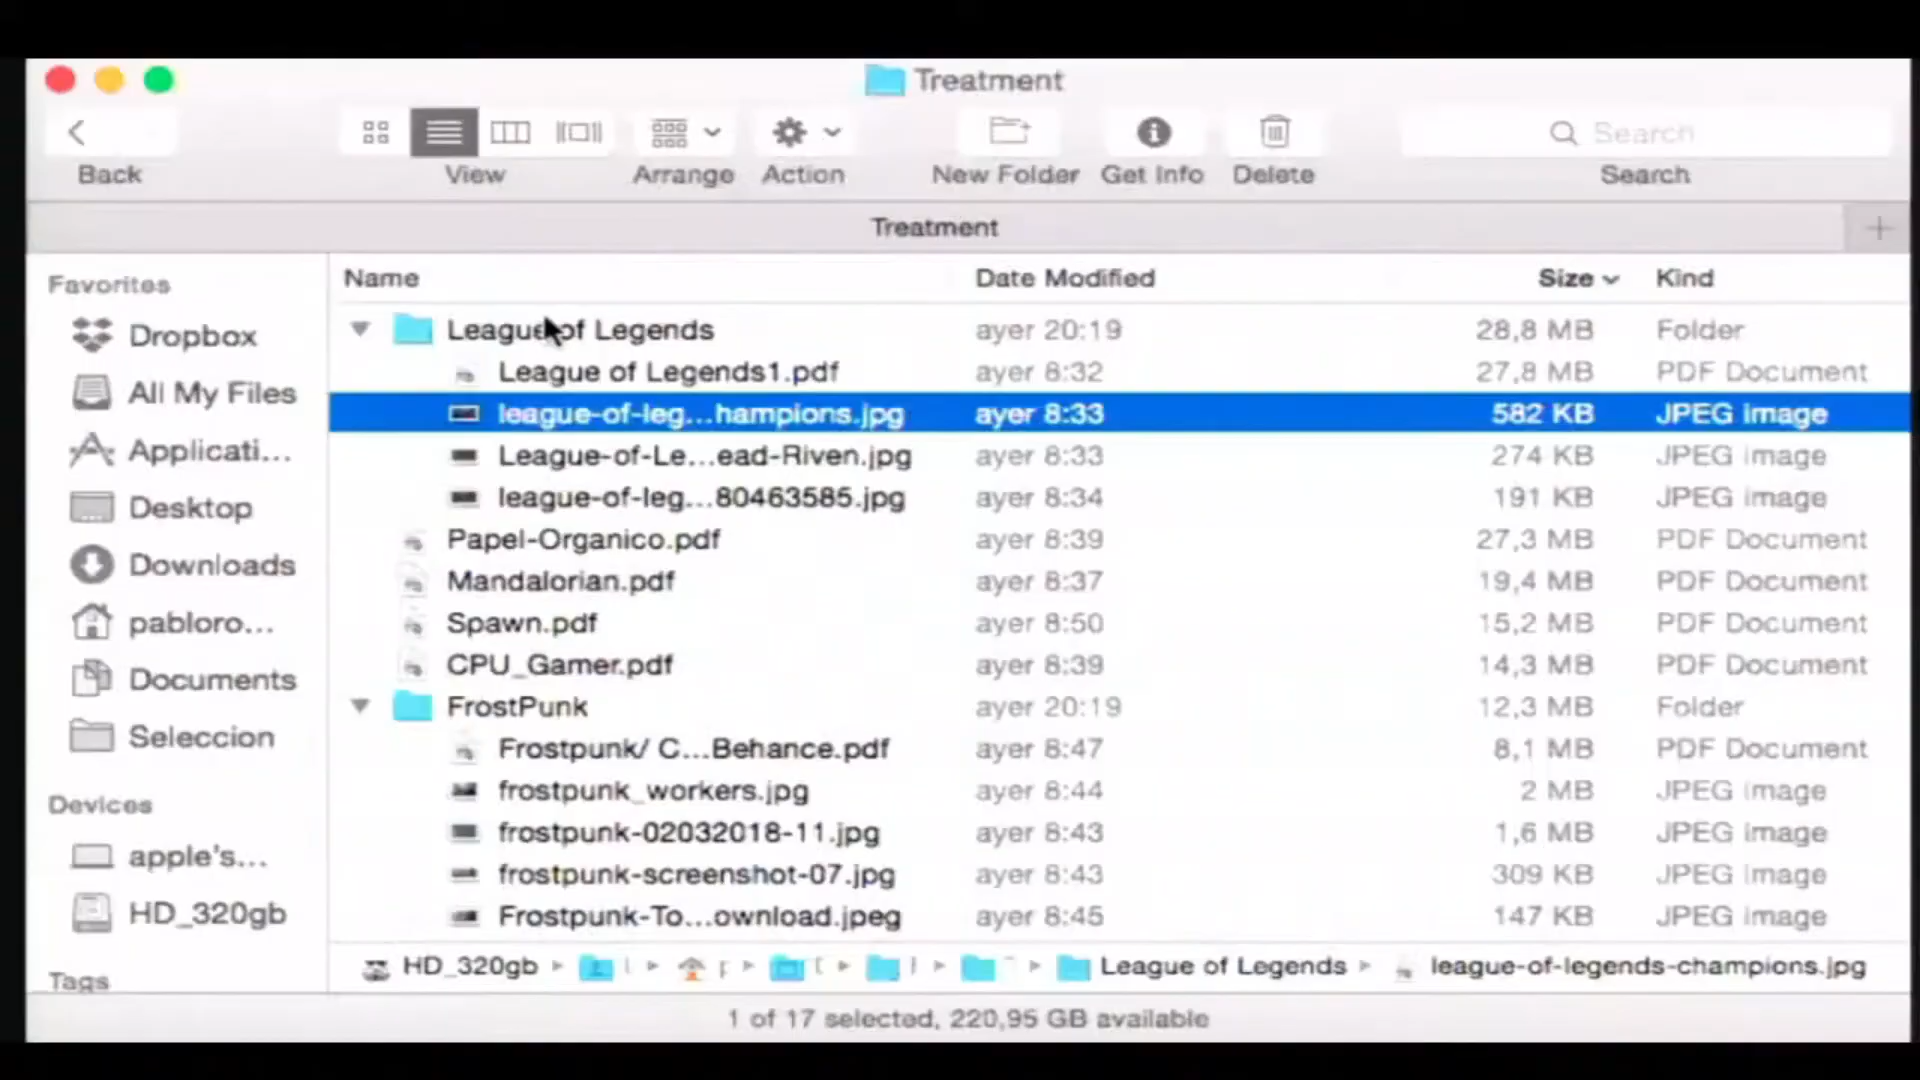 Treatment
Back
View
Arrange
Action
New Folder
Get Info
Delete
Search
Search
Treatment
Favorites
Dropbox
All My Files
Applicati...
Desktop
Downloads
pabloro...
Documents
Seleccion
Devices
apple's...
HD_320gb
Tags
Name Date Modified Size Kind
League of Legends ayer 20:19 28,8 MB Folder
League of Legends1.pdf ayer 8:32 27,8 MB PDF Document
league-of-leg...hampions.jpg ayer 8:33 582 KB JPEG image
League-of-Le...ead-Riven.jpg ayer 8:33 274 KB JPEG image
league-of-leg...80463585.jpg ayer 8:34 191 KB JPEG image
Papel-Organico.pdf ayer 8:39 27,3 MB PDF Document
Mandalorian.pdf ayer 8:37 19,4 MB PDF Document
Spawn.pdf ayer 8:50 15,2 MB PDF Document
CPU_Gamer.pdf ayer 8:39 14,3 MB PDF Document
FrostPunk ayer 20:19 12,3 MB Folder
Frostpunk/ C...Behance.pdf ayer 8:47 8,1 MB PDF Document
frostpunk_workers.jpg ayer 8:44 2 MB JPEG image
frostpunk-02032018-11.jpg ayer 8:43 1,6 MB JPEG image
frostpunk-screenshot-07.jpg ayer 8:43 309 KB JPEG image
Frostpunk-To...ownload.jpeg ayer 8:45 147 KB JPEG image
HD_320gb League of Legends league-of-legends-champions.jpg
1 of 17 selected, 220,95 GB available